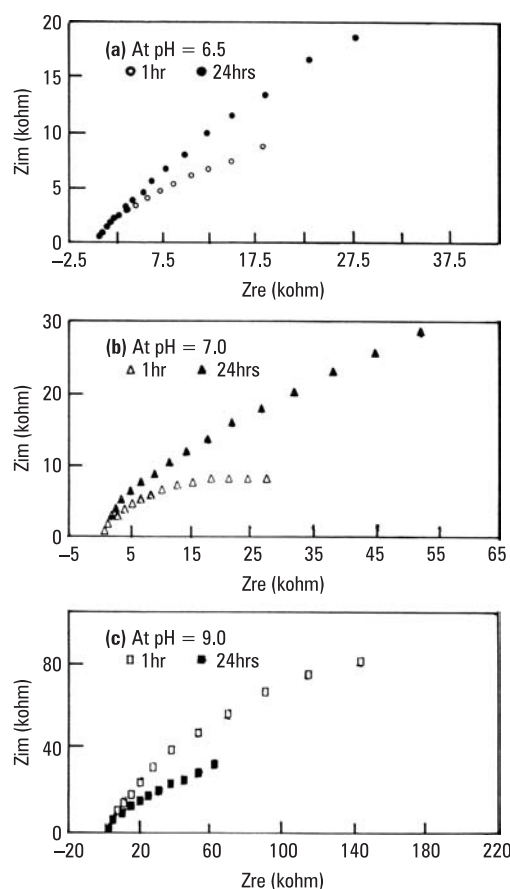 20
(a) At pH = 6.5
1hr 24hrs
15
10
5
0
Zim (kohm)
–2.5 7.5 17.5 27.5 37.5
Zre (kohm)
30
(b) At pH = 7.0
1hr 24hrs
20
10
0
Zim (kohm)
–5 5 15 25 35 45 55 65
Zre (kohm)
(c) At pH = 9.0
1hr 24hrs
80
40
0
Zim (kohm)
–20 20 60 100 140 180 220
Zre (kohm)